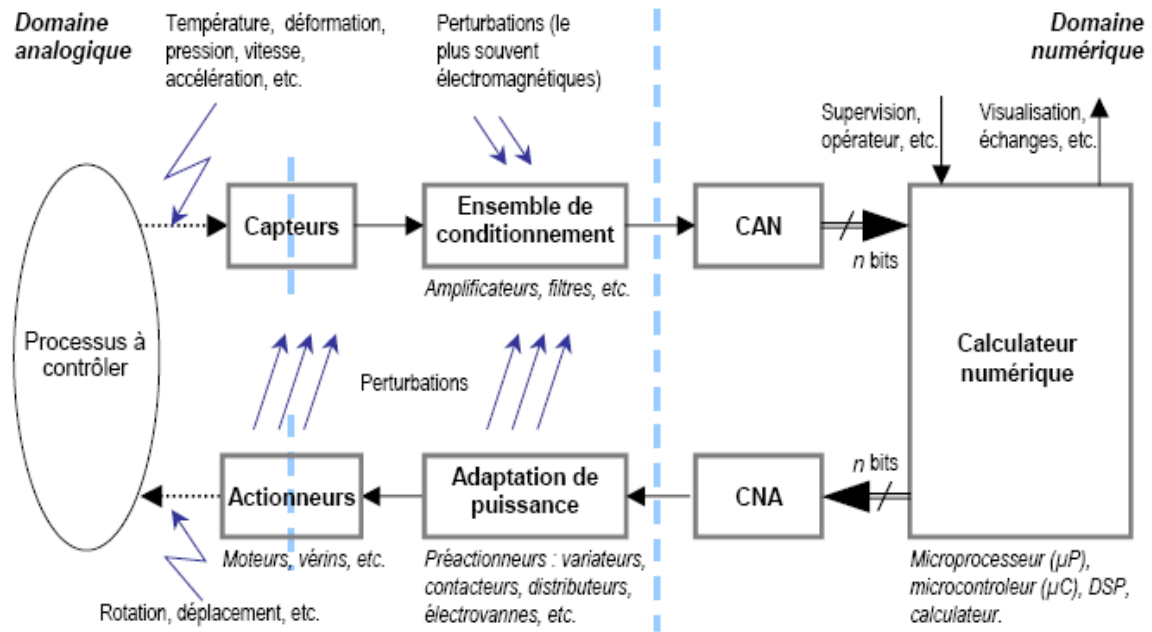 Domaine
analogique
Température, déformation,
pression, vitesse,
accélération, etc.
Perturbations (le
plus souvent
électromagnétiques)
Domaine
numérique
Supervision,
opérateur, etc.
Visualisation,
échanges, etc.
Capteurs
Ensemble de
conditionnement
Amplificateurs, filtres, etc.
CAN
n bits
Processus à
contrôler
Perturbations
Calculateur
numérique
Actionneurs
Moteurs, vérins, etc.
Adaptation de
puissance
Préactionneurs : variateurs,
contacteurs, distributeurs,
électrovannes, etc.
CNA
n bits
Microprocesseur (µP),
microcontroleur (µC), DSP,
calculateur.
Rotation, déplacement, etc.